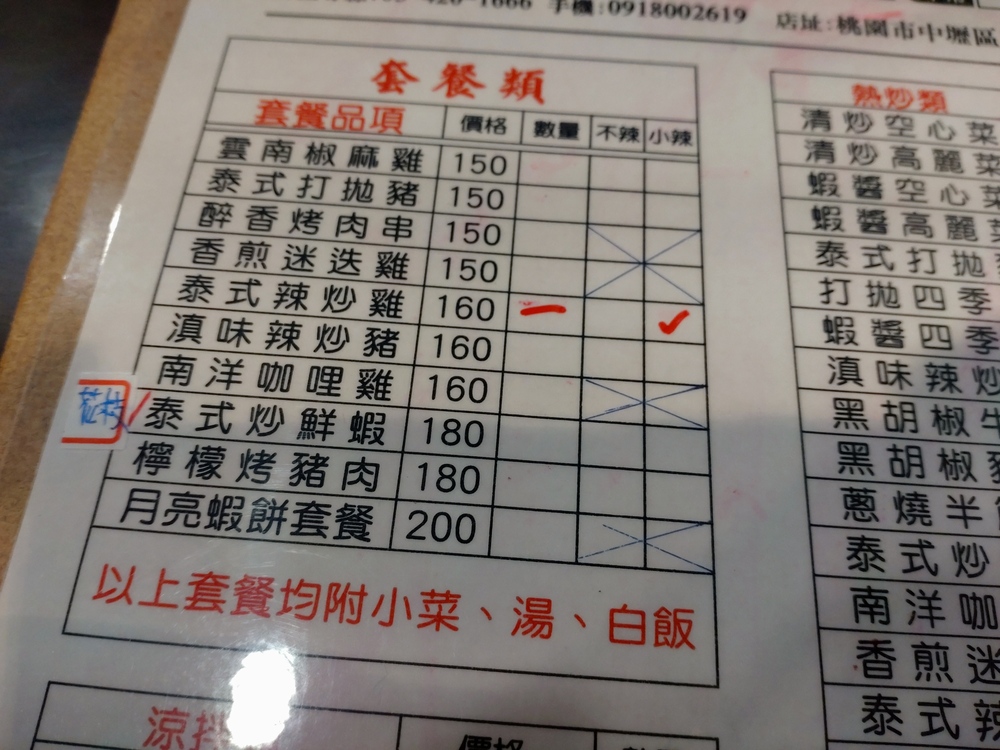 手機:0918002619 店址:桃園市中壢區
套餐類
套餐品項 價格 數量 不辣 小辣
雲南椒麻雞 150
泰式打拋豬 150
醉香烤肉串 150
香煎迷迭雞 150
泰式辣炒雞 160 一 ✓
滇味辣炒豬 160
南洋咖哩雞 160
花枝/泰式炒鮮蝦 180
檸檬烤豬肉 180
月亮蝦餅套餐 200
以上套餐均附小菜、湯、白飯
涼拌
價格
熱炒類
清炒空心菜
清炒高麗菜
蝦醬空心菜
蝦醬高麗菜
泰式打拋
打拋四季
蝦醬四季
滇味辣炒
黑胡椒牛
黑胡椒豬
蔥燒半
泰式炒
南洋咖
香煎迷
泰式辣